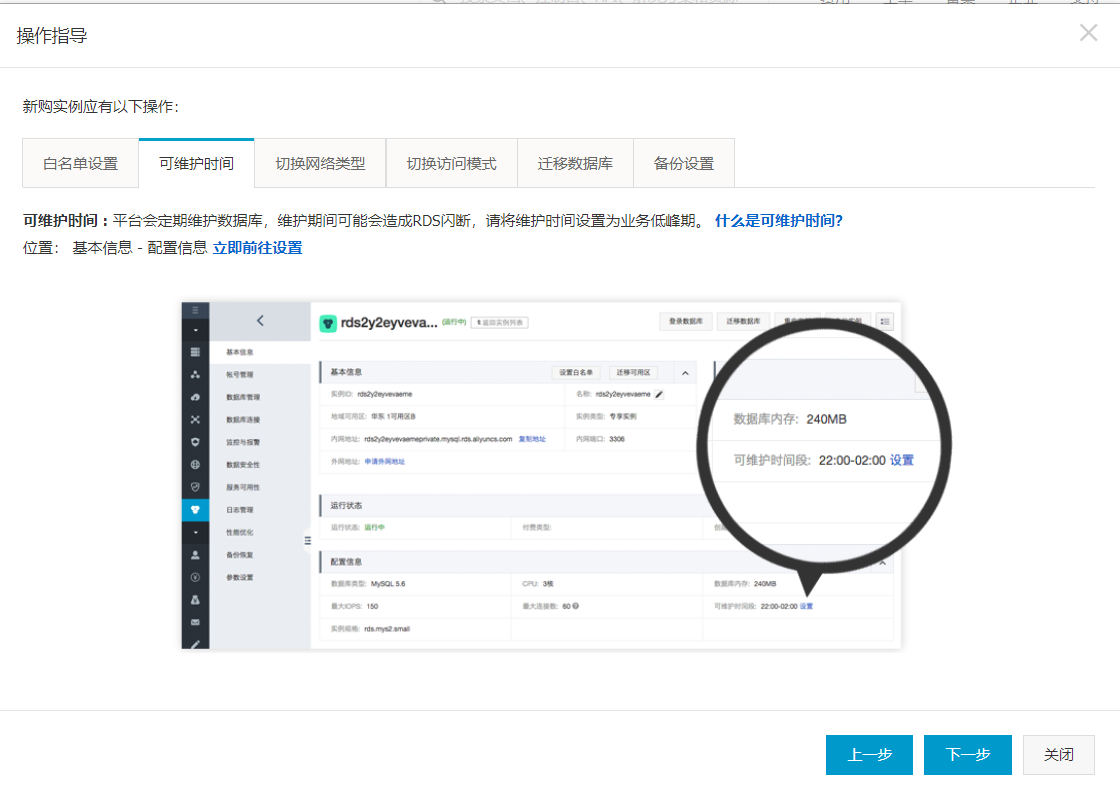 操作指导
新购实例应有以下操作：
白名单设置
可维护时间
切换网络类型
切换访问模式
迁移数据库
备份设置
可维护时间：平台会定期维护数据库，维护期间可能会造成RDS闪断，请将维护时间设置为业务低峰期。 什么是可维护时间?
位置： 基本信息 - 配置信息 立即前往设置
rds2y2eyveva... (运行中) 返回实例列表
登录数据库
迁移数据库
基本信息
帐号管理
数据库管理
数据库连接
监控与报警
数据安全性
服务可用性
日志管理
性能优化
备份恢复
参数设置
基本信息
设置白名单
迁移可用区
实例ID: rds2y2eyvevaeme
名称: rds2y2eyvevaeme
地域可用区: 华东 1可用区B
实例类型: 专享实例
内网地址: rds2y2eyvevaemeprivate.mysql.rds.aliyuncs.com 复制地址
内网端口: 3306
外网地址: 申请外网地址
运行状态
运行状态: 运行中
付费类型:
配置信息
数据库类型: MySQL 5.6
CPU: 3核
数据库内存: 240MB
最大IOPS: 150
最大连接数: 60
可维护时间段: 22:00-02:00 设置
实例规格: rds.mys2.small
数据库内存: 240MB
可维护时间段: 22:00-02:00 设置
上一步
下一步
关闭